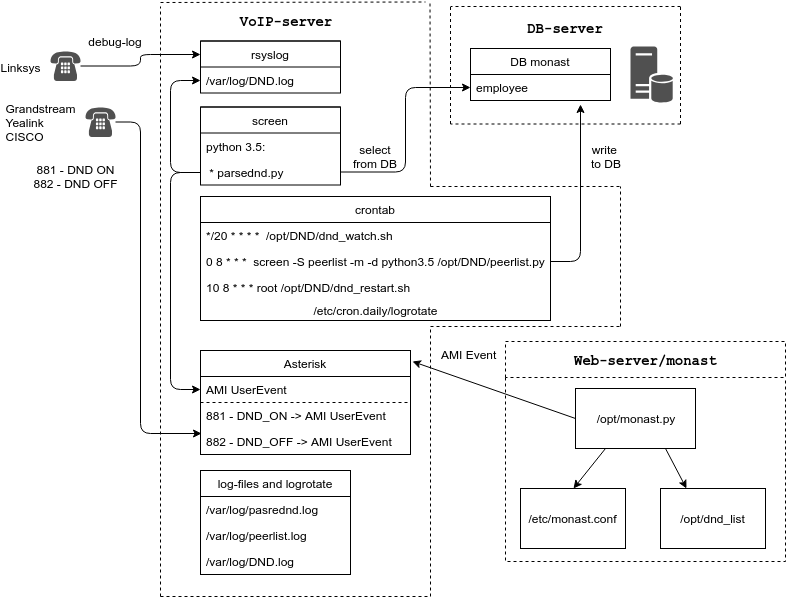 VoIP-server
DB-server
debug-log
Linksys
rsyslog
/var/log/DND.log
DB monast
employee
Grandstream
Yealink
CISCO
screen
python 3.5:
* parsednd.py
select
from DB
write
to DB
881 - DND ON
882 - DND OFF
crontab
*/20 * * * *  /opt/DND/dnd_watch.sh
0 8 * * *  screen -S peerlist -m -d python3.5 /opt/DND/peerlist.py
10 8 * * * root /opt/DND/dnd_restart.sh
/etc/cron.daily/logrotate
Asterisk
AMI UserEvent
881 - DND_ON -> AMI UserEvent
882 - DND_OFF -> AMI UserEvent
AMI Event
Web-server/monast
/opt/monast.py
/etc/monast.conf
/opt/dnd_list
log-files and logrotate
/var/log/pasrednd.log
/var/log/peerlist.log
/var/log/DND.log